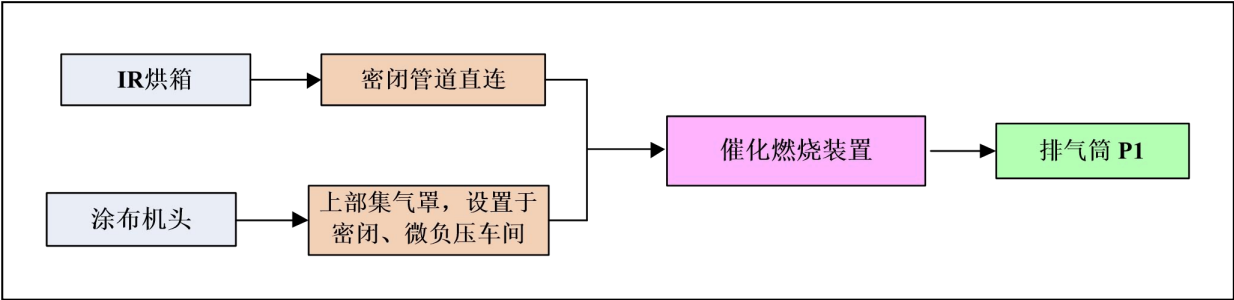 IR烘箱
密闭管道直连
催化燃烧装置
排气筒 P1
涂布机头
上部集气罩，设置于
密闭、微负压车间